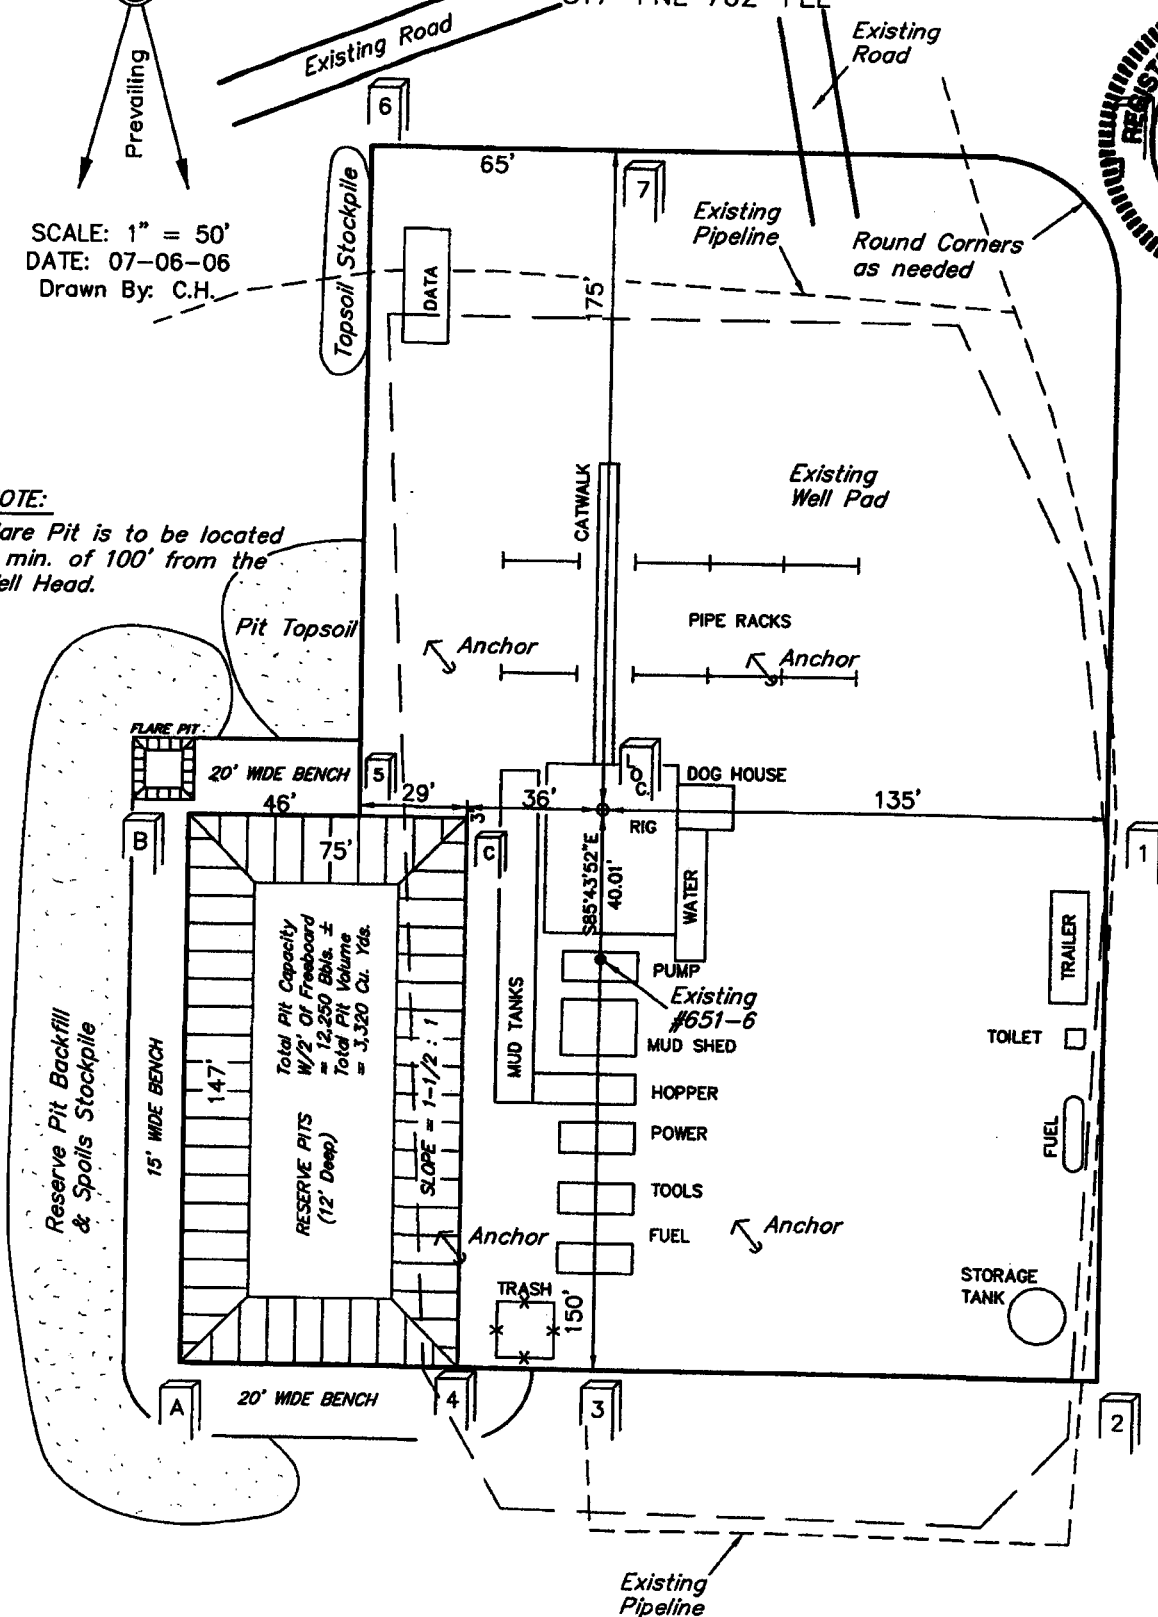 Existing Road
Existing
Road
Prevailing
6
65'
7
Topsoil Stockpile
SCALE: 1" = 50'
DATE: 07-06-06
Drawn By: C.H.
DATA
175'
Existing
Pipeline
Round Corners
as needed
CATWALK
Existing
Well Pad
Pit is to be located
min. of 100' from the
Head.
Pit Topsoil
PIPE RACKS
Anchor
Anchor
FLARE PIT
20' WIDE BENCH
5
LOC.
DOG HOUSE
46'
29'
36'
3'
RIG
135'
B
75'
C
1
S85°43'52"E
40.01'
WATER
TRAILER
Total Pit Capacity
W/2' Of Freeboard
= 12,250 Bbls. ±
Total Pit Volume
= 3,320 Cu. Yds.
MUD TANKS
PUMP
Existing
#651-6
MUD SHED
TOILET
Reserve Pit Backfill
& Spoils Stockpile
15' WIDE BENCH
147'
SLOPE = 1-1/2 : 1
HOPPER
RESERVE PITS
(12' Deep)
POWER
FUEL
TOOLS
Anchor
FUEL
Anchor
TRASH
150'
STORAGE
TANK
A
20' WIDE BENCH
4
3
2
Existing
Pipeline